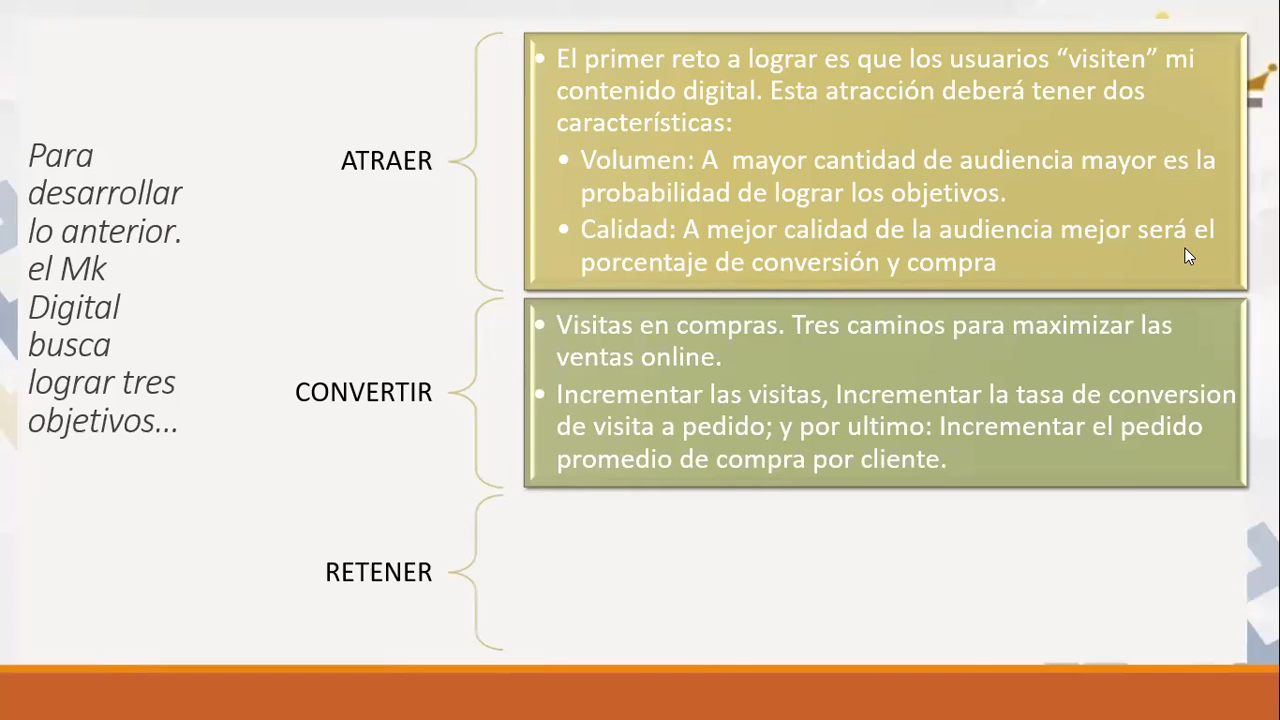 Para
desarrollar
lo anterior.
el Mk
Digital
busca
lograr tres
objetivos...
ATRAER
• El primer reto a lograr es que los usuarios “visiten” mi
contenido digital. Esta atracción deberá tener dos
características:
• Volumen: A  mayor cantidad de audiencia mayor es la
probabilidad de lograr los objetivos.
• Calidad: A mejor calidad de la audiencia mejor será el
porcentaje de conversión y compra
CONVERTIR
• Visitas en compras. Tres caminos para maximizar las
ventas online.
• Incrementar las visitas, Incrementar la tasa de conversion
de visita a pedido; y por ultimo: Incrementar el pedido
promedio de compra por cliente.
RETENER